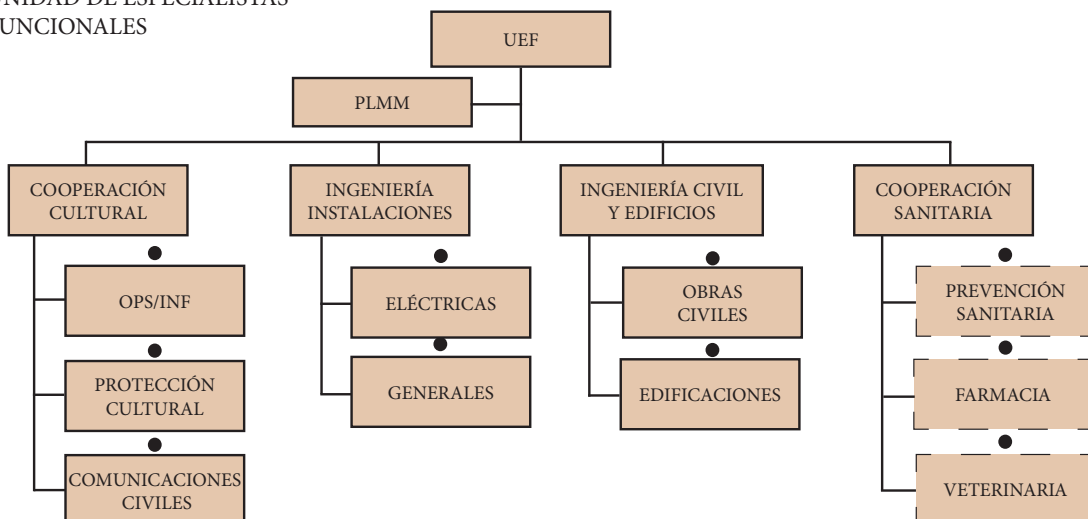 UNIDAD DE ESPECIALISTAS
FUNCIONALES
UEF
PLMM
COOPERACIÓN
CULTURAL
OPS/INF
PROTECCIÓN
CULTURAL
COMUNICACIONES
CIVILES
INGENIERÍA
INSTALACIONES
ELÉCTRICAS
GENERALES
INGENIERÍA CIVIL
Y EDIFICIOS
OBRAS
CIVILES
EDIFICACIONES
COOPERACIÓN
SANITARIA
PREVENCIÓN
SANITARIA
FARMACIA
VETERINARIA